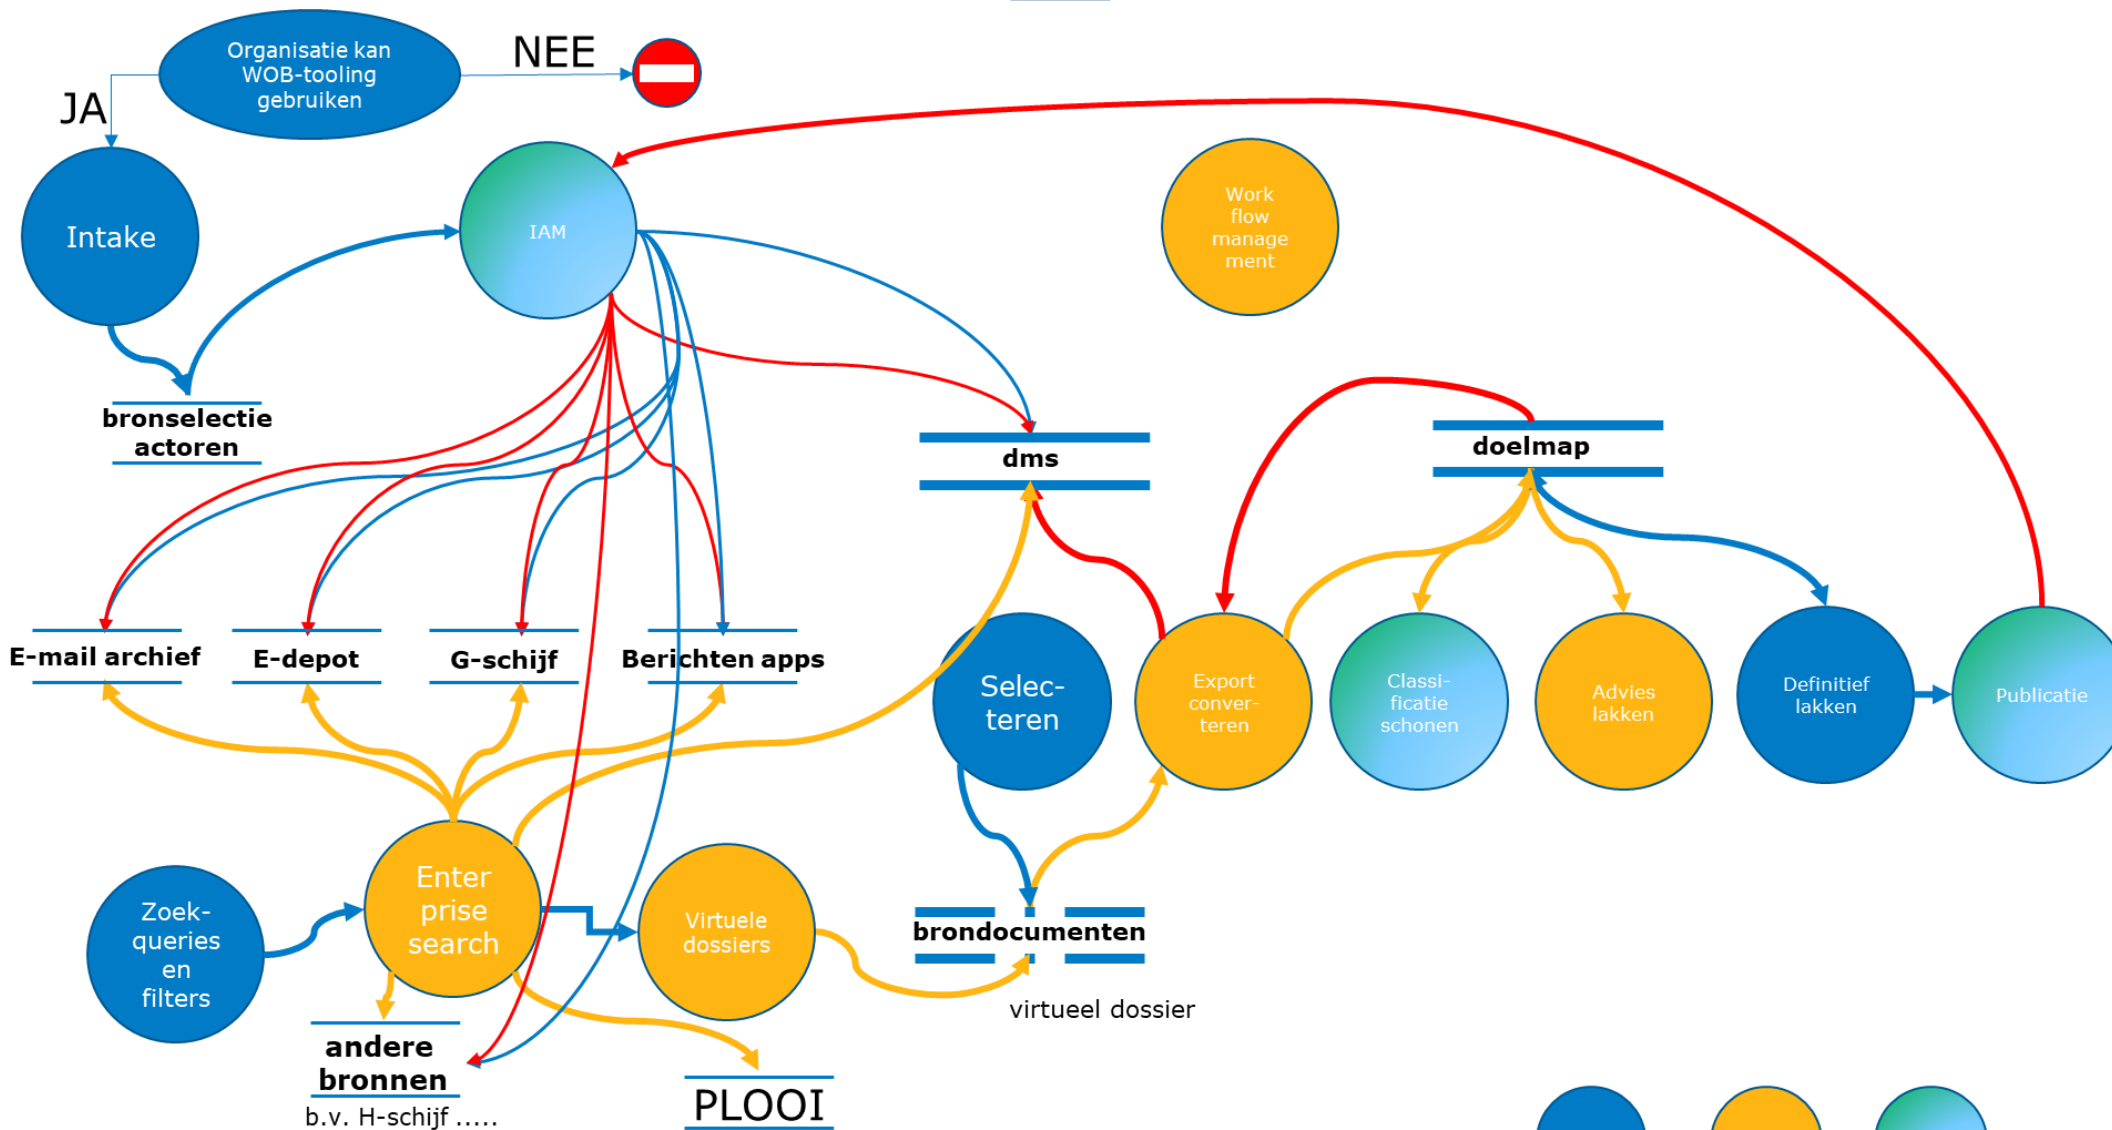 Organisatie kan
WOB-tooling
gebruiken
NEE
JA
Intake
IAM
Work
flow
manage
ment
bronselectie
actoren
dms
doelmap
E-mail archief
E-depot
G-schijf
Berichten apps
Selec-
teren
Export
conver-
teren
Classi-
ficatie
schonen
Advies
lakken
Definitief
lakken
Publicatie
Zoek-
queries
en
filters
Enter
prise
search
Virtuele
dossiers
brondocumenten
virtueel dossier
andere
bronnen
b.v. H-schijf .....
PLOOI